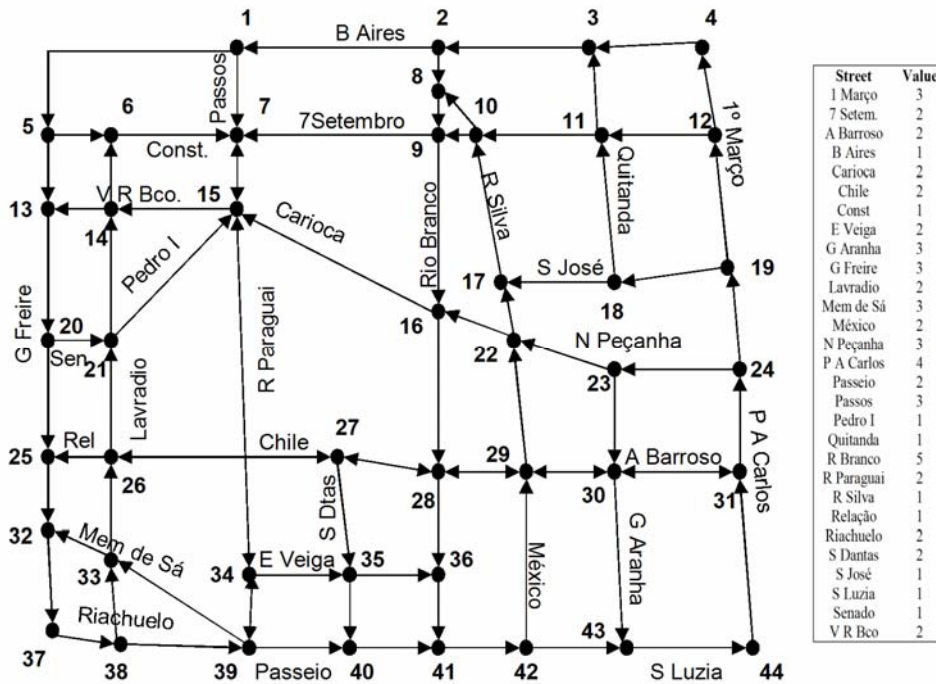 1 2 3 4
B Aires
8
Passos
5 6 7 7Setembro 9 10 11 12
Const.
1º Março
Quitanda
R Silva
13 V R Bco. 15
Carioca
Rio Branco
14
Pedro I
17 S José 18 19
G Freire
20 16
Sen
21
R Paraguai
22 N Peçanha
23 24
Lavradio
25 Rel
26
Chile 27
28 29 30 A Barroso 31
P A Carlos
S Dtas
32 Mem de Sá
33
34 E Veiga 35 36
México
G Aranha
Riachuelo
37 38 39 Passeio 40 41 42 43 S Luzia 44
Street Value
1 Março 3
7 Setem. 2
A Barroso 2
B Aires 1
Carioca 2
Chile 2
Const 1
E Veiga 2
G Aranha 3
G Freire 3
Lavradio 2
Mem de Sá 3
México 2
N Peçanha 3
P A Carlos 4
Passeio 2
Passos 3
Pedro I 1
Quitanda 1
R Branco 5
R Paraguai 2
R Silva 1
Relação 1
Riachuelo 2
S Dantas 2
S José 1
S Luzia 1
Senado 1
V R Bco 2